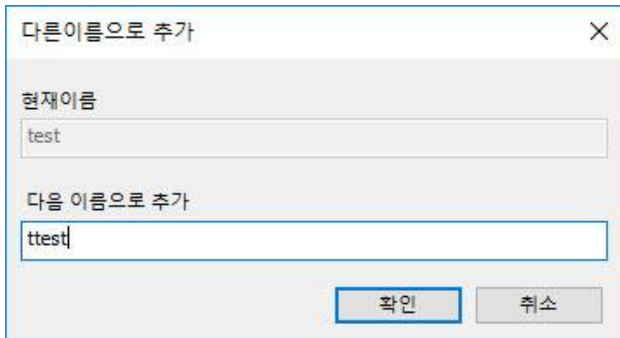 다른이름으로 추가
현재이름
test
다음 이름으로 추가
ttest
확인 취소